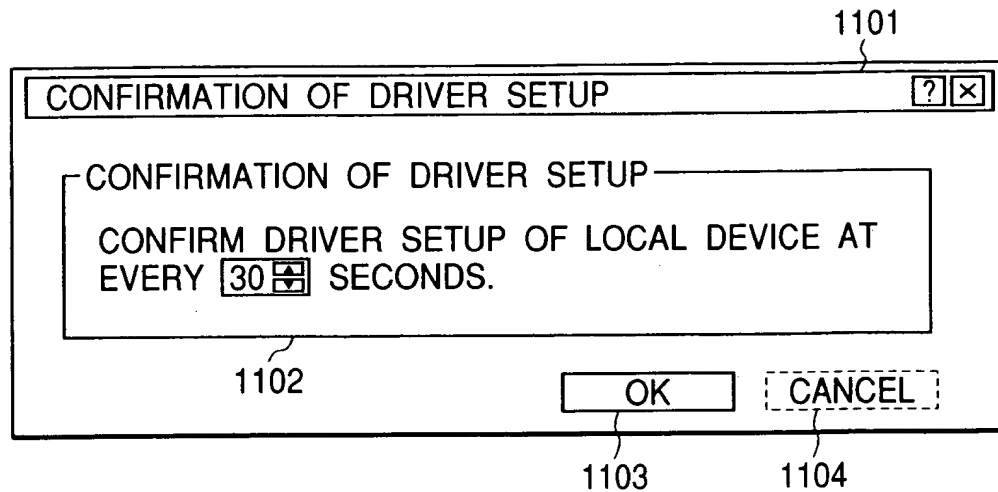 1101
CONFIRMATION OF DRIVER SETUP ? ×
CONFIRMATION OF DRIVER SETUP
CONFIRM DRIVER SETUP OF LOCAL DEVICE AT
EVERY 30 SECONDS.
1102
OK CANCEL
1103 1104